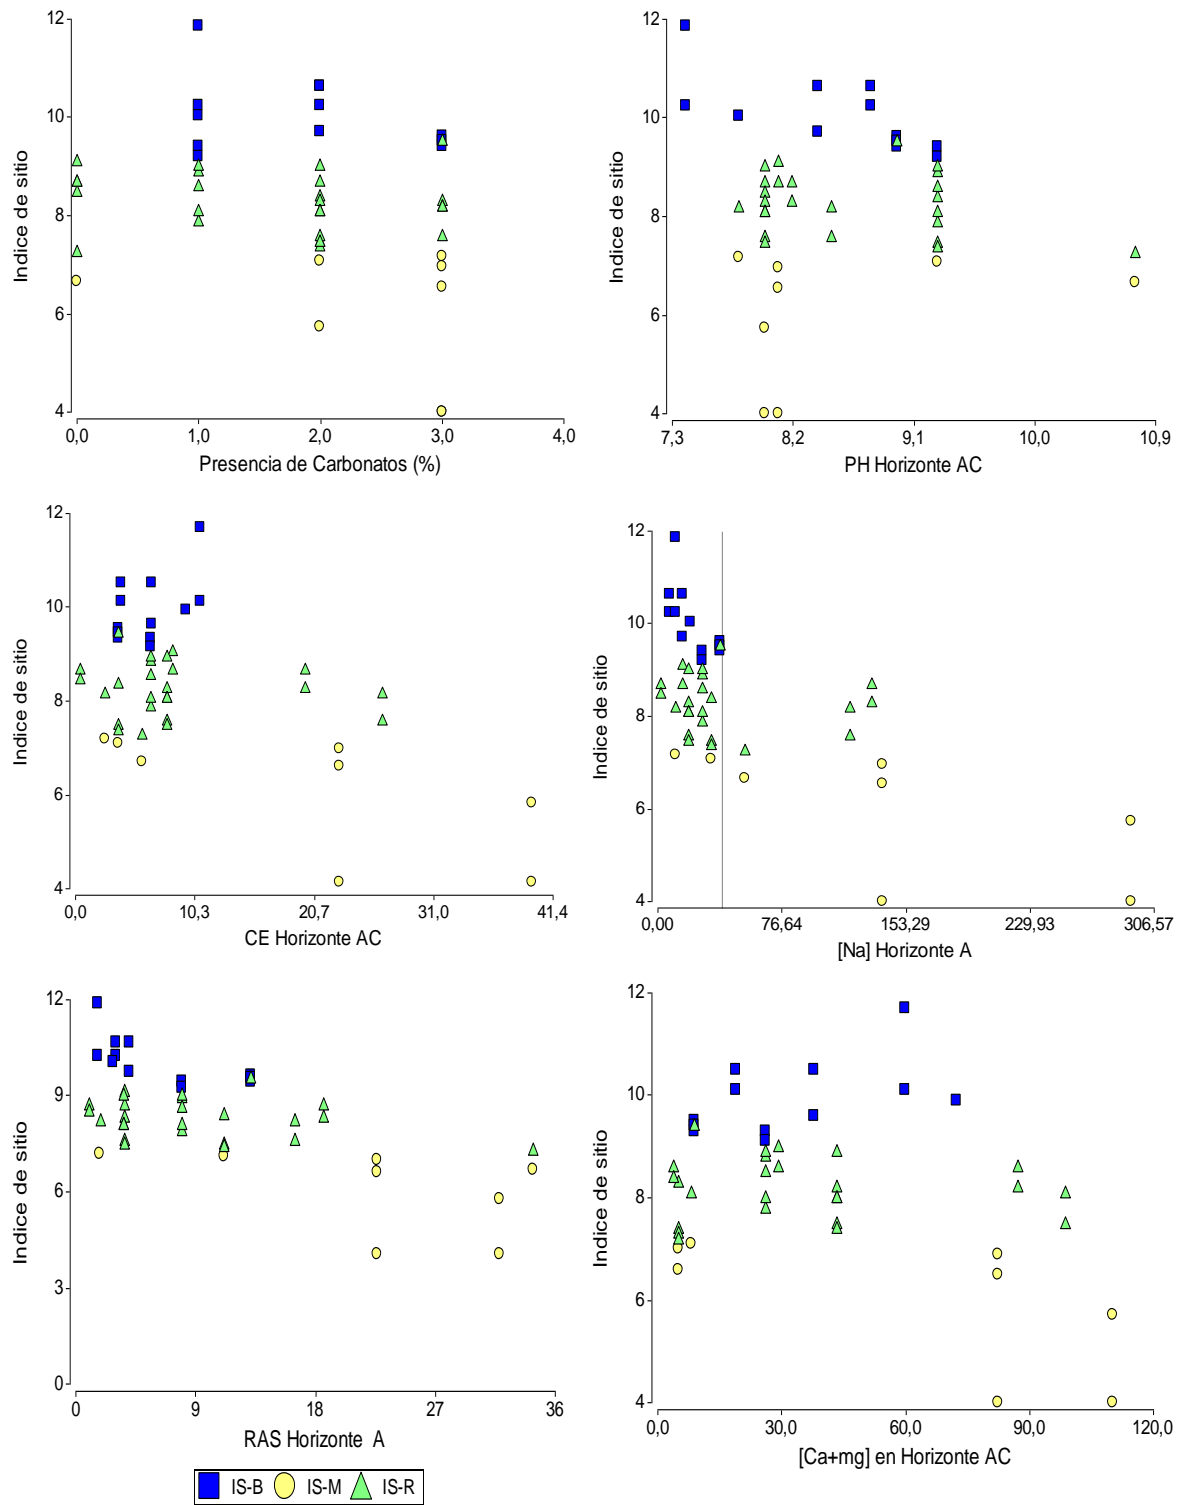 12
10
8
6
4
Indice de sitio
0,0 1,0 2,0 3,0 4,0
Presencia de Carbonatos (%)
12
10
8
6
4
Indice de sitio
7,3 8,2 9,1 10,0 10,9
PH Horizonte AC
12
10
8
6
4
Indice de sitio
0,0 10,3 20,7 31,0 41,4
CE Horizonte AC
12
10
8
6
4
Indice de sitio
0,00 76,64 153,29 229,93 306,57
[Na] Horizonte A
12
9
6
3
0
Indice de sitio
0 9 18 27 36
RAS Horizonte A
12
10
8
6
4
Indice de sitio
0,0 30,0 60,0 90,0 120,0
[Ca+mg] en Horizonte AC
IS-B IS-M IS-R